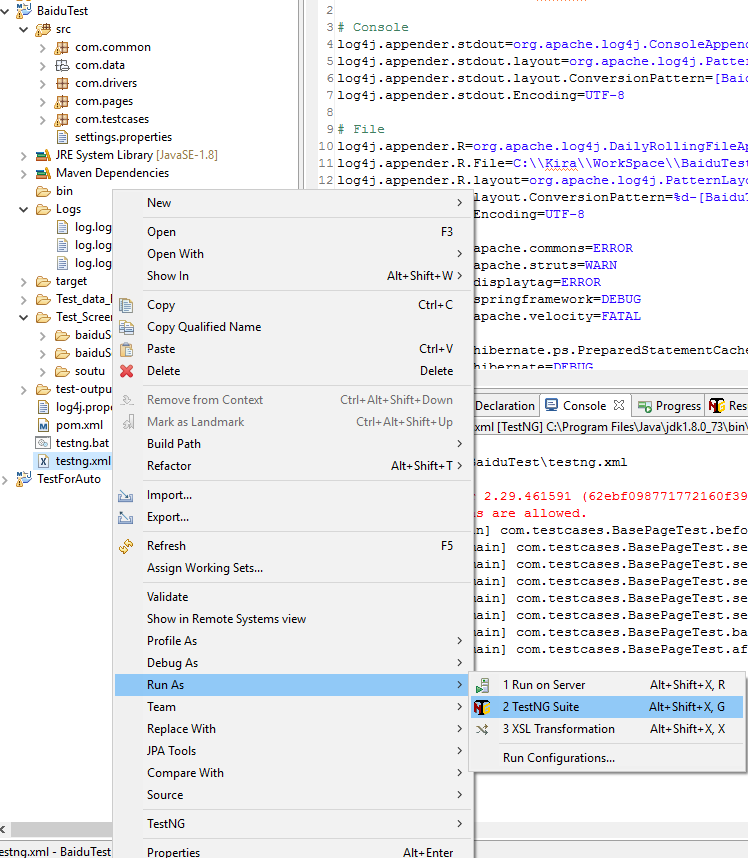 BaiduTest
src
com.common
com.data
com.drivers
com.pages
com.testcases
settings.properties
JRE System Library [JavaSE-1.8]
Maven Dependencies
bin
Logs
log.log
log.log
log.log
target
Test_data_
Test_Screen
baiduS
baiduS
soutu
test-outpu
log4j.prope
pom.xml
testng.bat
testng.xml
TestForAuto
estng.xml - BaiduTest
New
Open F3
Open With
Show In Alt+Shift+W
Copy Ctrl+C
Copy Qualified Name
Paste Ctrl+V
Delete Delete
Remove from Context Ctrl+Alt+Shift+Down
Mark as Landmark Ctrl+Alt+Shift+Up
Build Path
Refactor Alt+Shift+T
Import...
Export...
Refresh F5
Assign Working Sets...
Validate
Show in Remote Systems view
Profile As
Debug As
Run As
Team
Replace With
JPA Tools
Compare With
Source
TestNG
Properties Alt+Enter
1 Run on Server Alt+Shift+X, R
2 TestNG Suite Alt+Shift+X, G
3 XSL Transformation Alt+Shift+X, X
Run Configurations...
2
3 # Console
4 log4j.appender.stdout=org.apache.log4j.ConsoleAppend
5 log4j.appender.stdout.layout=org.apache.log4j.Patter
6 log4j.appender.stdout.layout.ConversionPattern=[Baid
7 log4j.appender.stdout.Encoding=UTF-8
8
9 # File
10 log4j.appender.R=org.apache.log4j.DailyRollingFileAp
11 log4j.appender.R.File=C:\\Kira\\WorkSpace\\BaiduTest
12 log4j.appender.R.layout=org.apache.log4j.PatternLayo
layout.ConversionPattern=%d-[BaiduT
Encoding=UTF-8
apache.commons=ERROR
apache.struts=WARN
displaytag=ERROR
springframework=DEBUG
apache.velocity=FATAL
hibernate.ps.PreparedStatementCache
hibernate=DEBUG
Declaration Console Progress Res
xml [TestNG] C:\Program Files\Java\jdk1.8.0_73\bin\
BaiduTest\testng.xml
2.29.461591 (62ebf098771772160f39
s are allowed.
n] com.testcases.BasePageTest.befo
ain] com.testcases.BasePageTest.se
ain] com.testcases.BasePageTest.se
ain] com.testcases.BasePageTest.se
ain] com.testcases.BasePageTest.se
ain] com.testcases.BasePageTest.se
ain] com.testcases.BasePageTest.ba
ain] com.testcases.BasePageTest.af